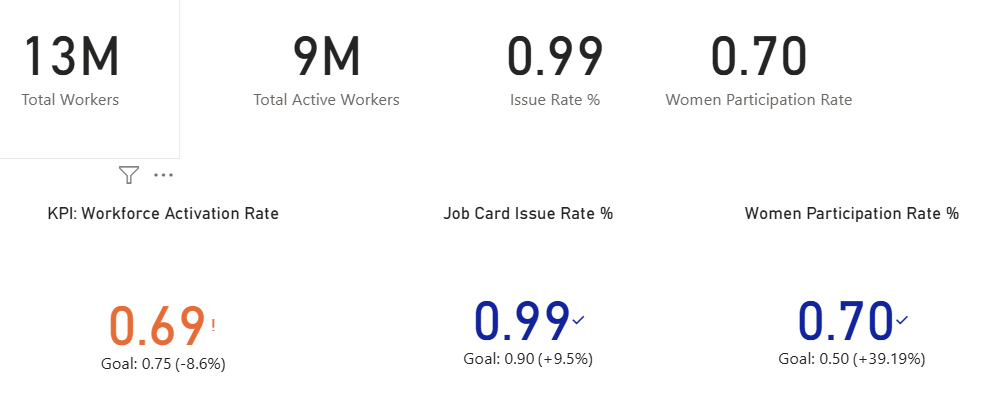 13M 9M 0.99 0.70
Total Workers Total Active Workers Issue Rate % Women Participation Rate
KPI: Workforce Activation Rate Job Card Issue Rate % Women Participation Rate %
0.69! 0.99 0.70
Goal: 0.75 (-8.6%) Goal: 0.90 (+9.5%) Goal: 0.50 (+39.19%)